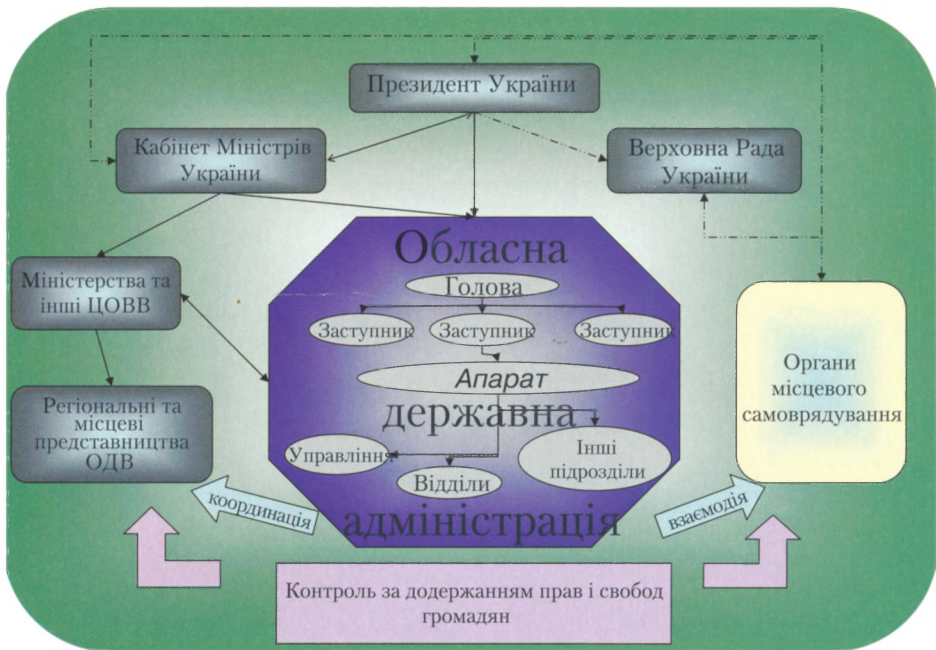 Президент України
Кабінет Міністрів
України
Верховна Рада
України
Обласна
Голова
Міністерства та
інші ЦОВВ
Заступник
Заступник
Заступник
Апарат
Органи
місцевого
самоврядування
Регіональні та
місцеві
представництва
ОДВ
державна
Управління
Відділи
Інші
підрозділи
координація
адміністрація
взаємодія
Контроль за додержанням прав і свобод
громадян